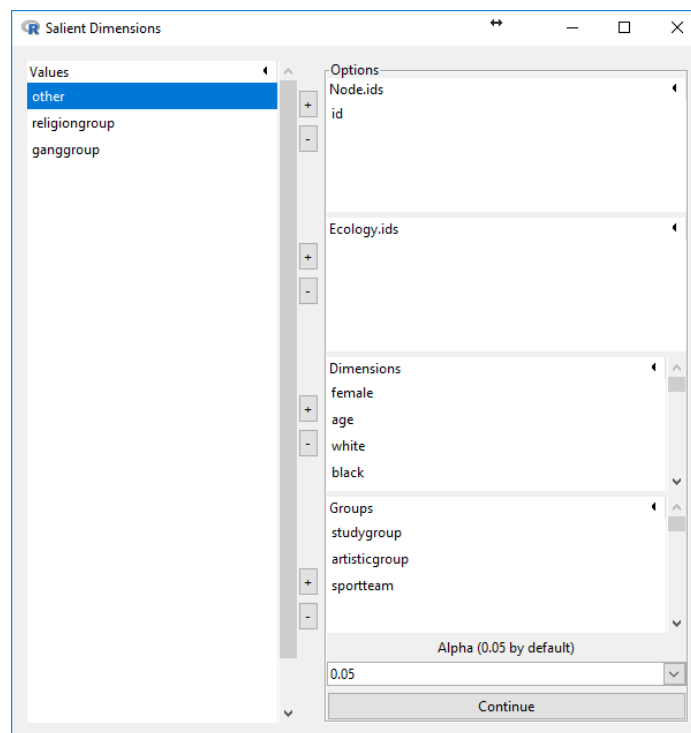 Salient Dimensions
Values
other
religiongroup
ganggroup
+
-
+
-
+
-
+
-
Options
Node.ids
id
Ecology.ids
Dimensions
female
age
white
black
Groups
studygroup
artisticgroup
sportteam
Alpha (0.05 by default)
0.05
Continue